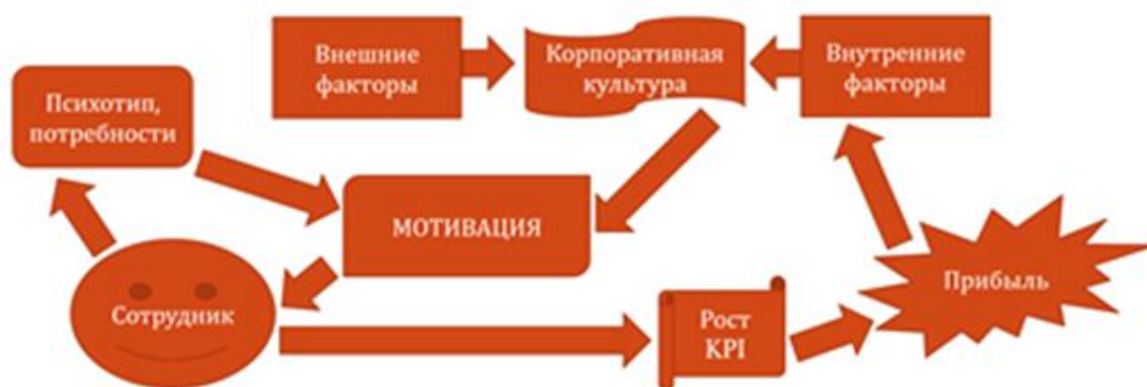 Внешние
факторы
Корпоративная
культура
Внутренние
факторы
Психотип,
потребности
МОТИВАЦИЯ
Сотрудник
Рост
KPI
Прибыль